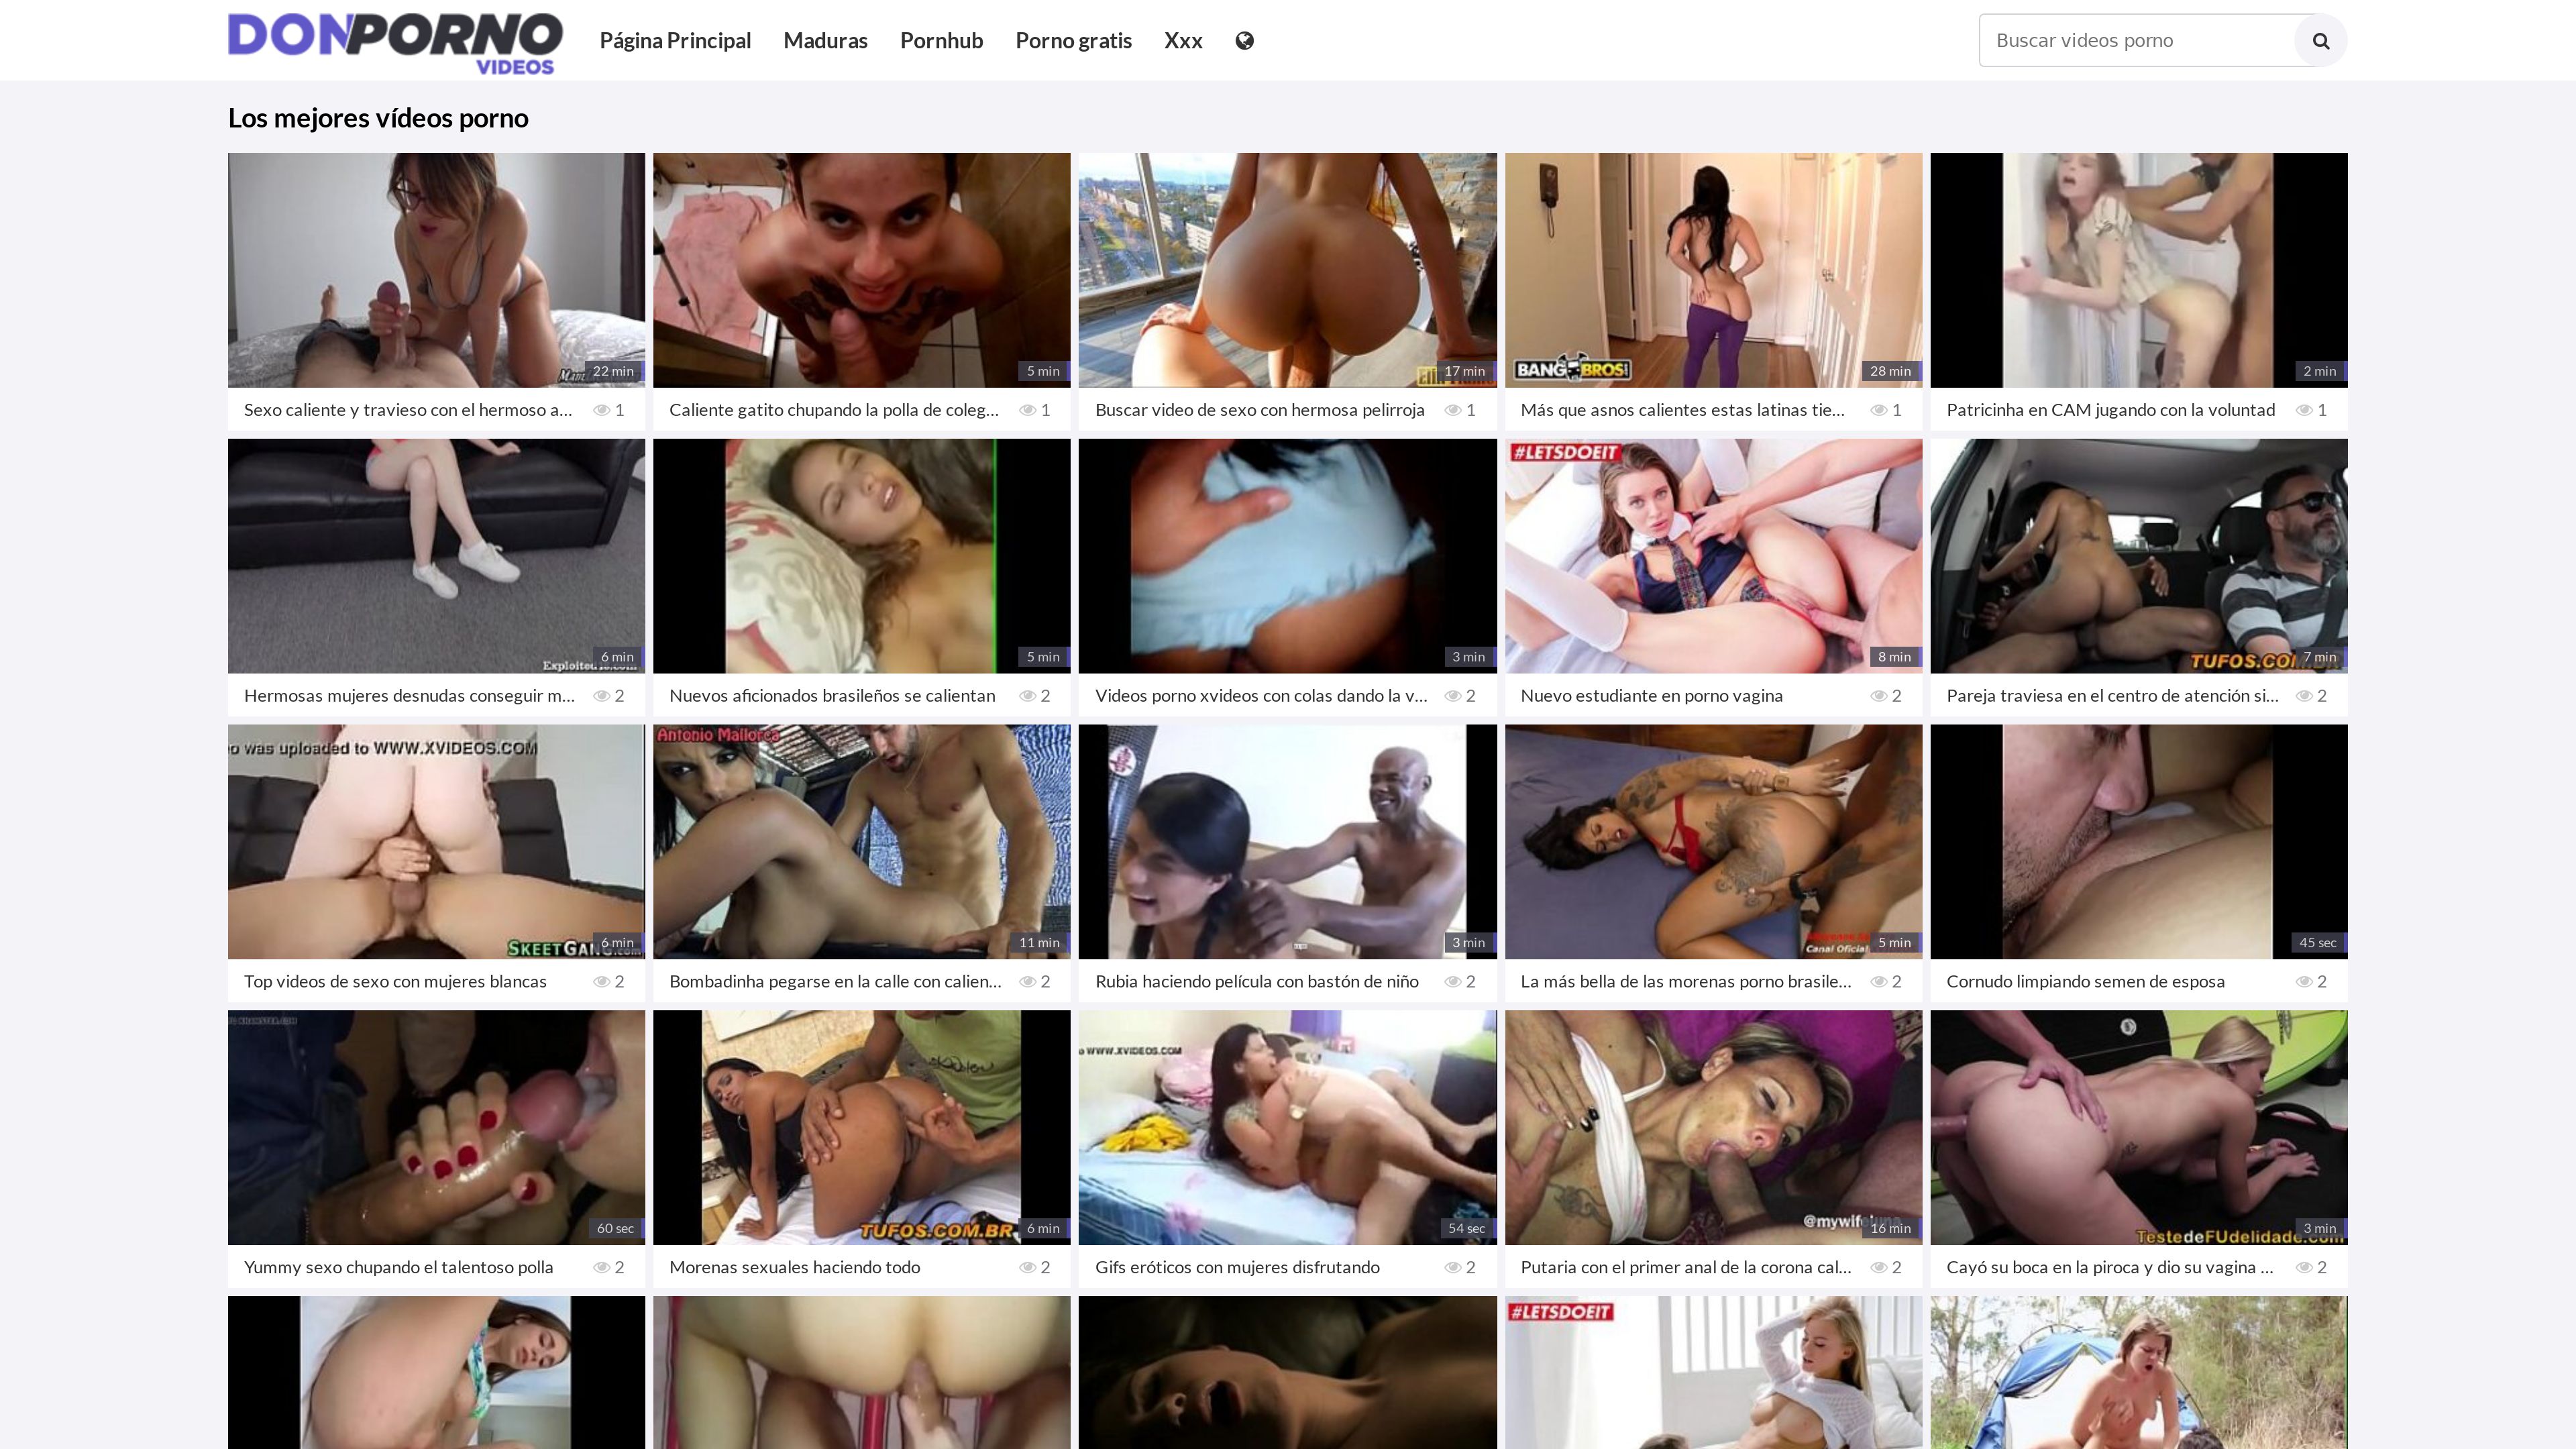 DONPORNO
VIDEOS
Página Principal
Maduras
Pornhub
Porno gratis
Xxx
Buscar videos porno
Los mejores vídeos porno
22 min
5 min
17 min
BANG BROS!
28 min
2 min
Sexo caliente y travieso con el hermoso a... 1
Caliente gatito chupando la polla de coleg... 1
Buscar video de sexo con hermosa pelirroja 1
Más que asnos calientes estas latinas tie... 1
Patricinha en CAM jugando con la voluntad 1
6 min
5 min
3 min
#LETSDOEIT
8 min
7 min
Hermosas mujeres desnudas conseguir m... 2
Nuevos aficionados brasileños se calientan 2
Videos porno xvideos con colas dando la v... 2
Nuevo estudiante en porno vagina 2
Pareja traviesa en el centro de atención si... 2
was uploaded to WWW.XVIDEOS.COM
6 min
Antonio Mallorca
11 min
3 min
Canal Oficial
5 min
45 sec
Top videos de sexo con mujeres blancas 2
Bombadinha pegarse en la calle con calien... 2
Rubia haciendo película con bastón de niño 2
La más bella de las morenas porno brasile... 2
Cornudo limpiando semen de esposa 2
60 sec
TUFOS.COM.BR
6 min
WWW.XVIDEOS.COM
54 sec
16 min
3 min
Yummy sexo chupando el talentoso polla 2
Morenas sexuales haciendo todo 2
Gifs eróticos con mujeres disfrutando 2
Putaria con el primer anal de la corona cal... 2
Cayó su boca en la piroca y dio su vagina ... 2
#LETSDOEIT